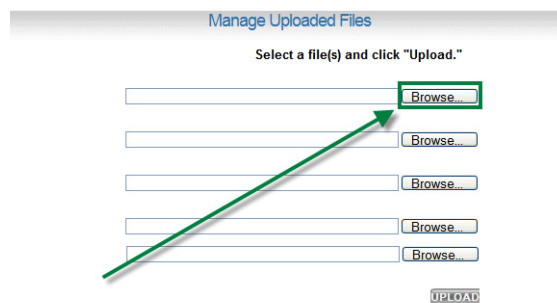 Manage Uploaded Files
Select a file(s) and click "Upload."
Browse...
Browse...
Browse...
Browse...
Browse...
UPLOAD